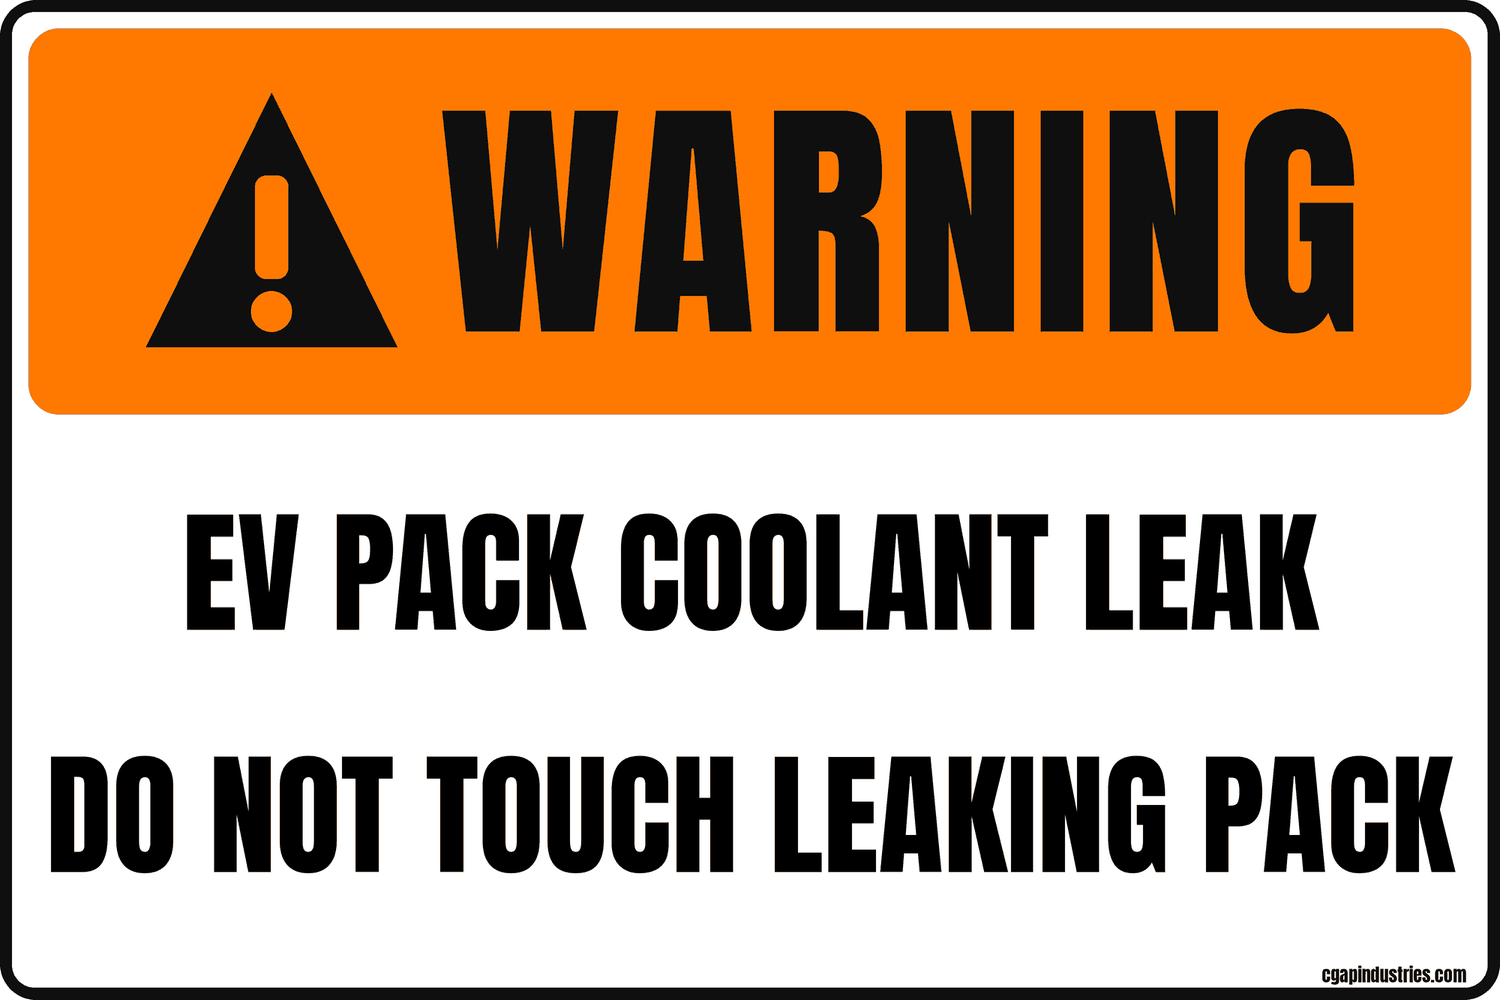 WARNING
EV PACK COOLANT LEAK
DO NOT TOUCH LEAKING PACK
cgapindustries.com